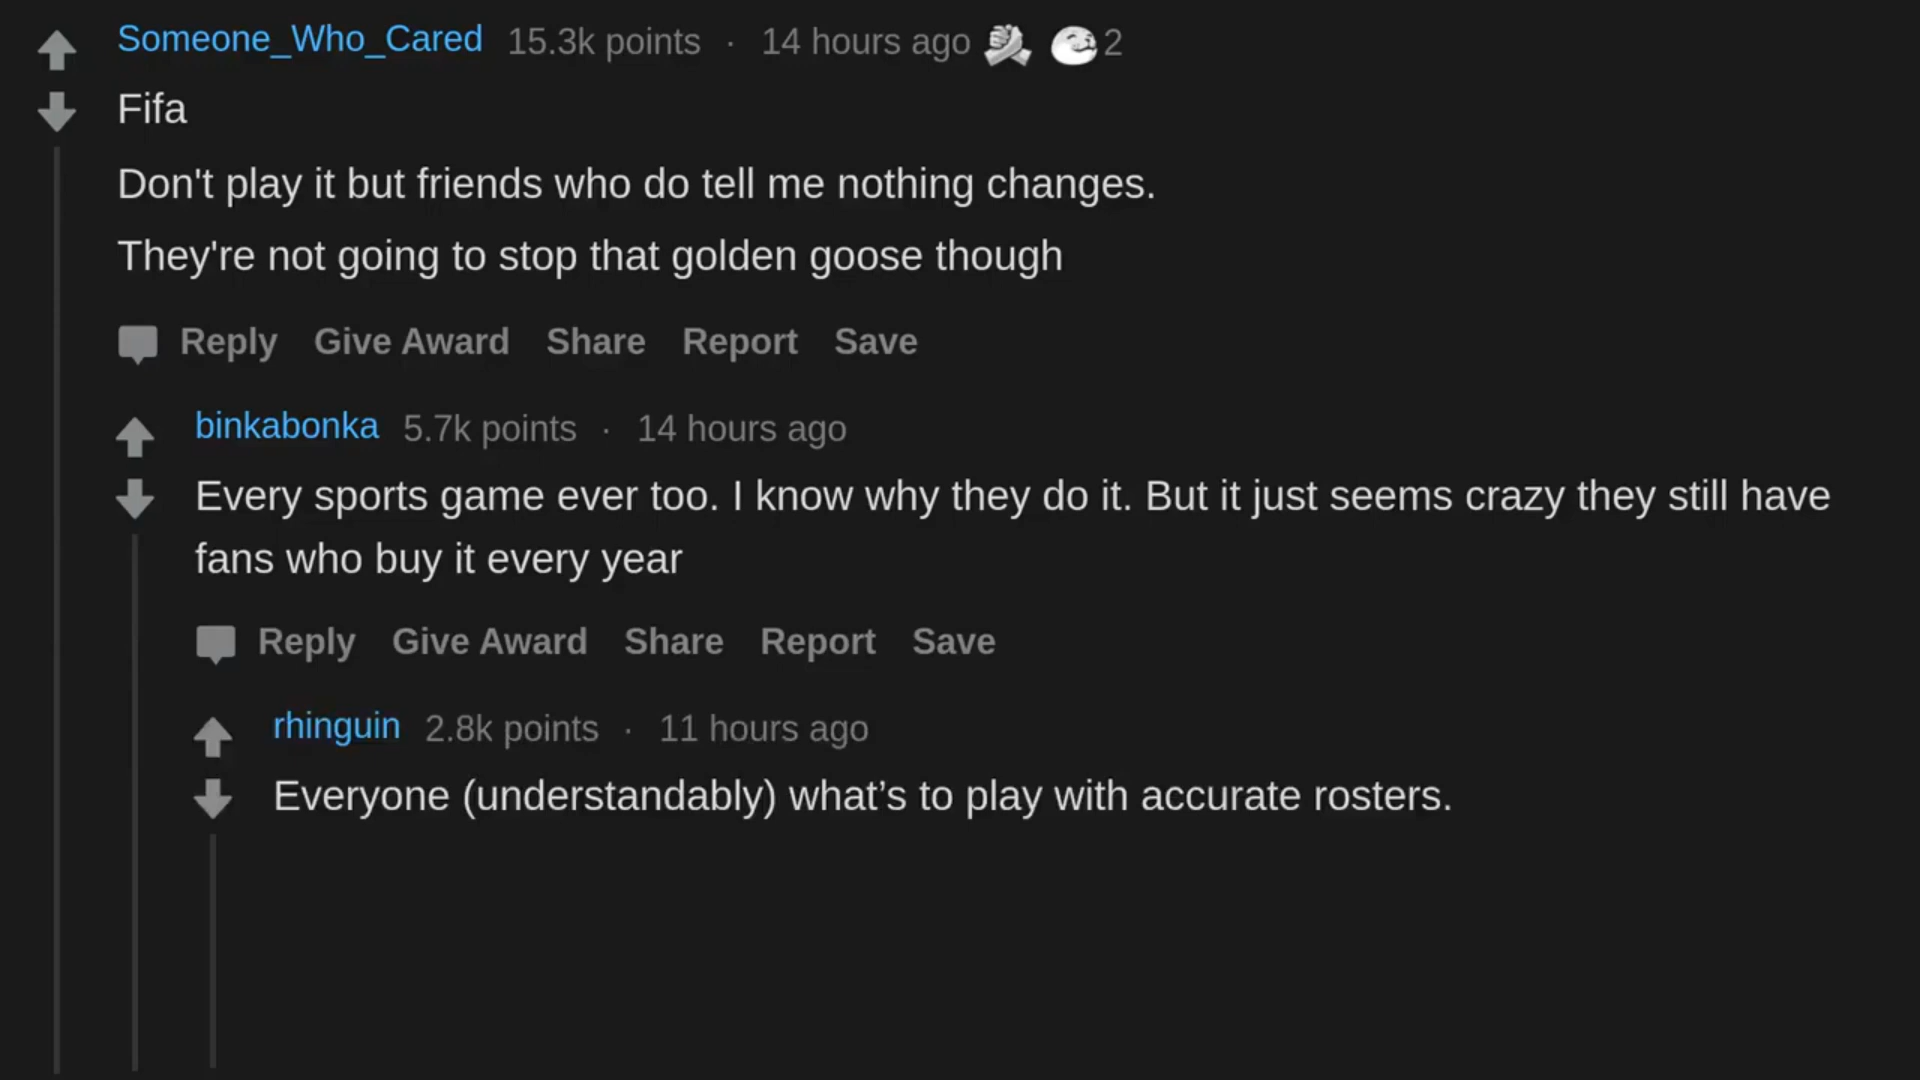 Someone_Who_Cared 15.3k points · 14 hours ago 2
Fifa
Don't play it but friends who do tell me nothing changes.
They're not going to stop that golden goose though
Reply Give Award Share Report Save
binkabonka 5.7k points · 14 hours ago
Every sports game ever too. I know why they do it. But it just seems crazy they still have
fans who buy it every year
Reply Give Award Share Report Save
rhinguin 2.8k points · 11 hours ago
Everyone (understandably) what’s to play with accurate rosters.